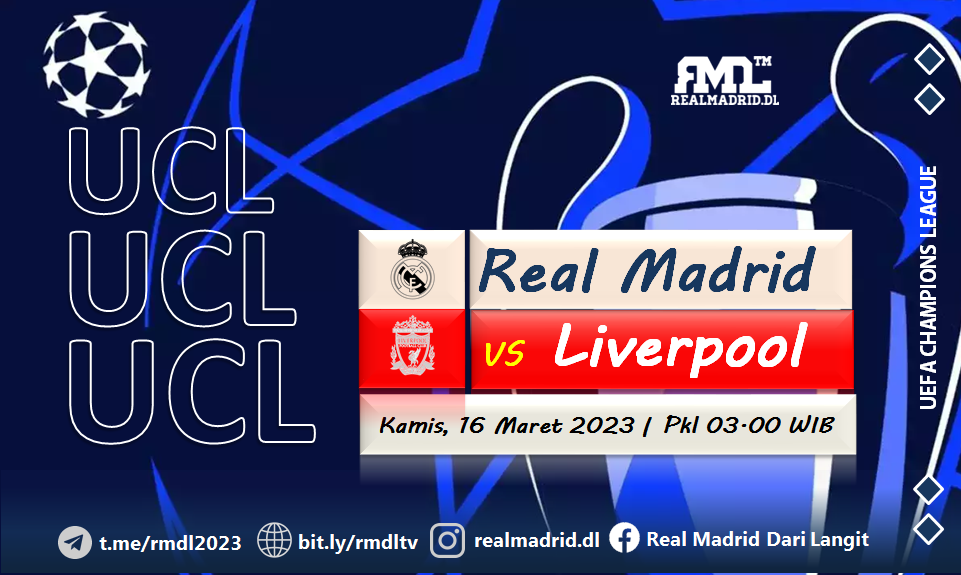 UCL
UCL
UCL
RMDL™
REALMADRID.DL
UEFA CHAMPIONS LEAGUE
Real Madrid
vs Liverpool
Kamis, 16 Maret 2023 | Pkl 03.00 WIB
t.me/rmdl2023
bit.ly/rmdltv
realmadrid.dl
Real Madrid Dari Langit